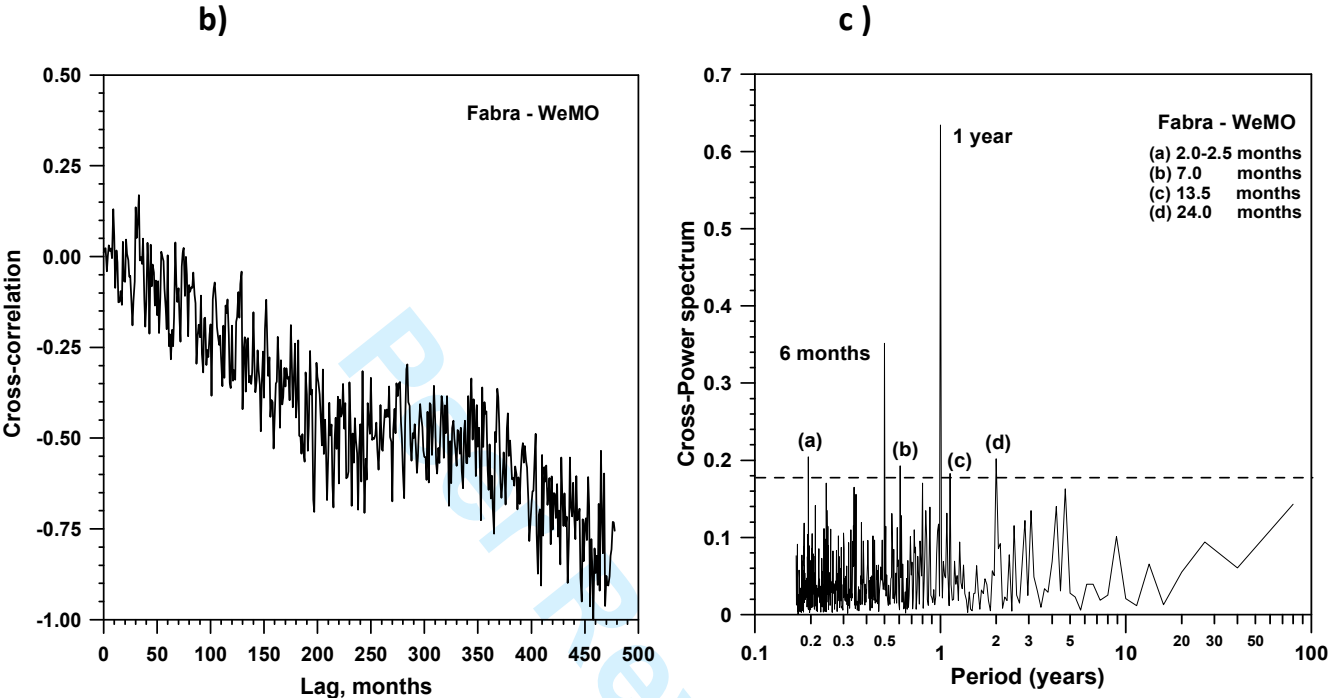 b)
Fabra - WeMO
Cross-correlation
0.50
0.25
0.00
-0.25
-0.50
-0.75
-1.00
0 50 100 150 200 250 300 350 400 450 500
Lag, months
c )
Fabra - WeMO
(a) 2.0-2.5 months
(b) 7.0 months
(c) 13.5 months
(d) 24.0 months
1 year
6 months
(a)
(b)
(c)
(d)
Cross-Power spectrum
0.7
0.6
0.5
0.4
0.3
0.2
0.1
0
0.1 0.2 0.3 0.5 1 2 3 5 10 20 30 50 100
Period (years)
Peer Re